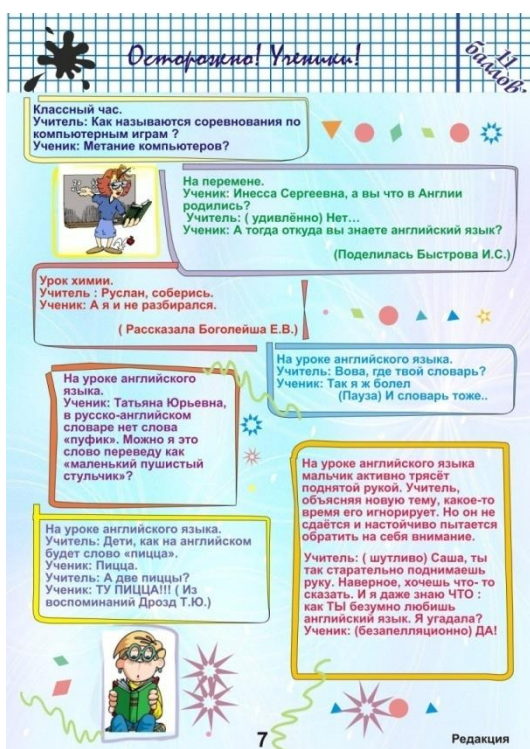 Осторожно! Ученики!
11
баллов
Классный час.
Учитель: Как называются соревнования по
компьютерным играм ?
Ученик: Метание компьютеров?
На перемене.
Ученик: Инесса Сергеевна, а вы что в Англии
родились?
Учитель: ( удивлённо) Нет...
Ученик: А тогда откуда вы знаете английский язык?
(Поделилась Быстрова И.С.)
Урок химии.
Учитель : Руслан, соберись.
Ученик: А я и не разбирался.
( Рассказала Боголейша Е.В.)
На уроке английского языка.
Учитель: Вова, где твой словарь?
Ученик: Так я ж болел
(Пауза) И словарь тоже..
На уроке английского
языка.
Ученик: Татьяна Юрьевна,
в русско-английском
словаре нет слова
«пуфик». Можно я это
слово переведу как
«маленький пушистый
стульчик»?
На уроке английского языка
мальчик активно трясёт
поднятой рукой. Учитель,
объясняя новую тему, какое-то
время его игнорирует. Но он не
сдаётся и настойчиво пытается
обратить на себя внимание.
Учитель: ( шутливо) Саша, ты
так старательно поднимаешь
руку. Наверное, хочешь что- то
сказать. И я даже знаю ЧТО :
как ТЫ безумно любишь
английский язык. Я угадала?
Ученик: (безапелляционно) ДА!
На уроке английского языка.
Учитель: Дети, как на английском
будет слово «пицца».
Ученик: Пицца.
Учитель: А две пиццы?
Ученик: ТУ ПИЦЦА!!! ( Из
воспоминаний Дрозд Т.Ю.)
7
Редакция